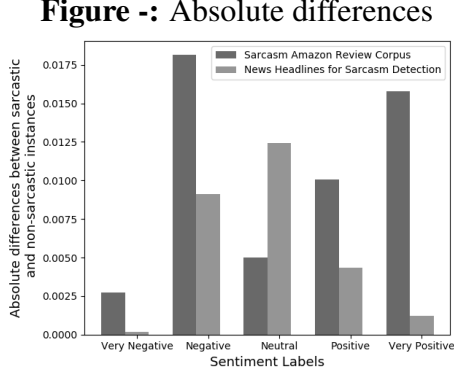 Figure -: Absolute differences
Sarcasm Amazon Review Corpus
News Headlines for Sarcasm Detection
Absolute differences between sarcastic
and non-sarcastic instances
0.0175
0.0150
0.0125
0.0100
0.0075
0.0050
0.0025
0.0000
Very Negative Negative Neutral Positive Very Positive
Sentiment Labels